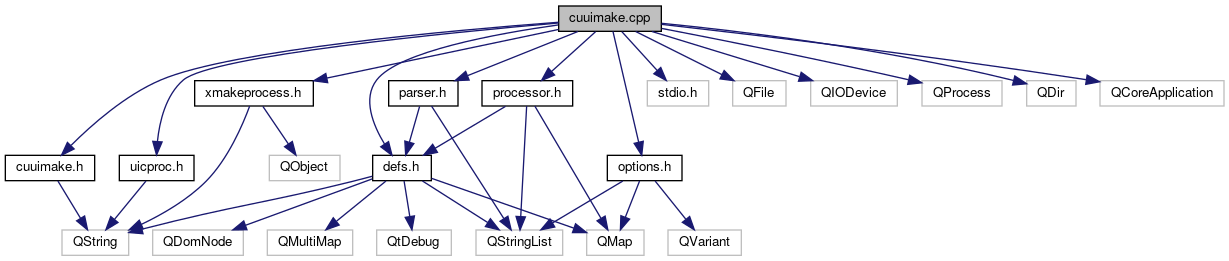 cuuimake.cpp
xmakeprocess.h
parser.h
processor.h
stdio.h
QFile
QIODevice
QProcess
QDir
QCoreApplication
cuuimake.h
uicproc.h
QObject
defs.h
options.h
QString
QDomNode
QMultiMap
QtDebug
QStringList
QMap
QVariant